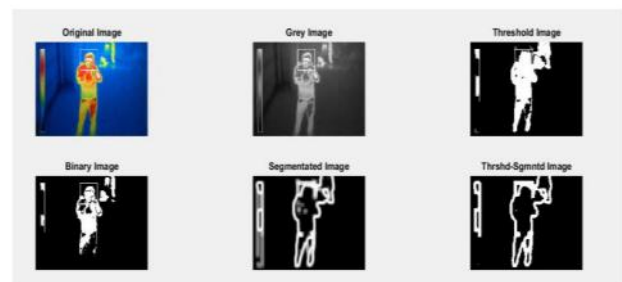 Original Image
Grey Image
Threshold Image
Binary Image
Segmentated Image
Thrshd-Sgmntd Image